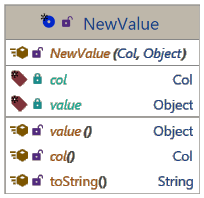 NewValue
NewValue (Col, Object)
col Col
value Object
value () Object
col() Col
toString() String